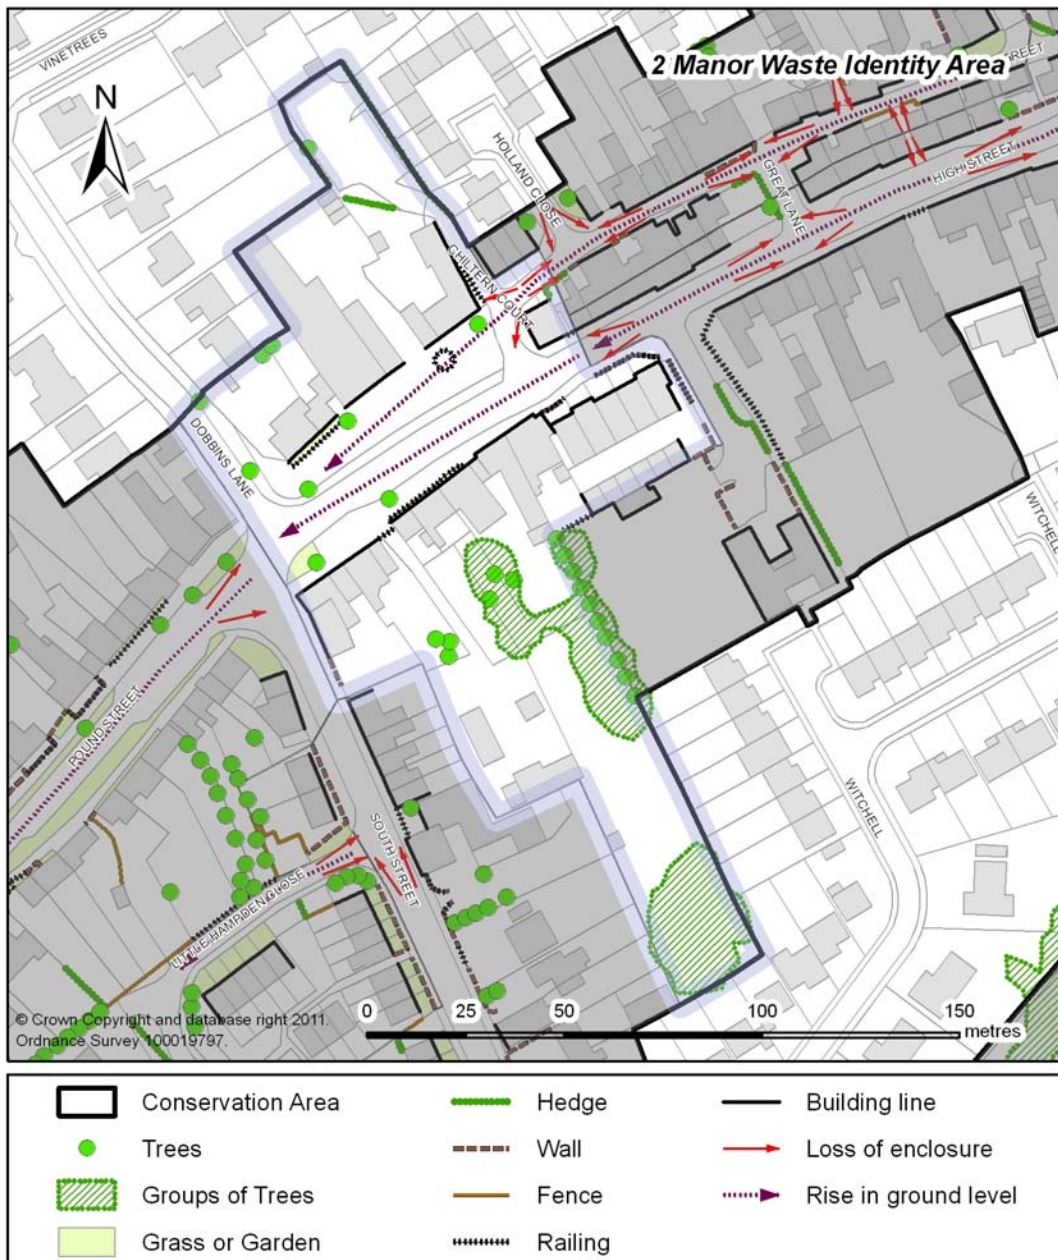 VINETREES
2 Manor Waste Identity Area
STREET
N
HOLLAND CLOSE
GREAT LANE
HIGH STREET
CHILTERN COURT
DOBBINS LANE
WITCHELL
POUND STREET
WITCHELL
SOUTH STREET
LITTLE HAMPDEN CLOSE
© Crown Copyright and database right 2011.
Ordnance Survey 100019797.
0 25 50 100 150
metres
Conservation Area
Hedge
Building line
Trees
Wall
Loss of enclosure
Groups of Trees
Fence
Rise in ground level
Grass or Garden
Railing